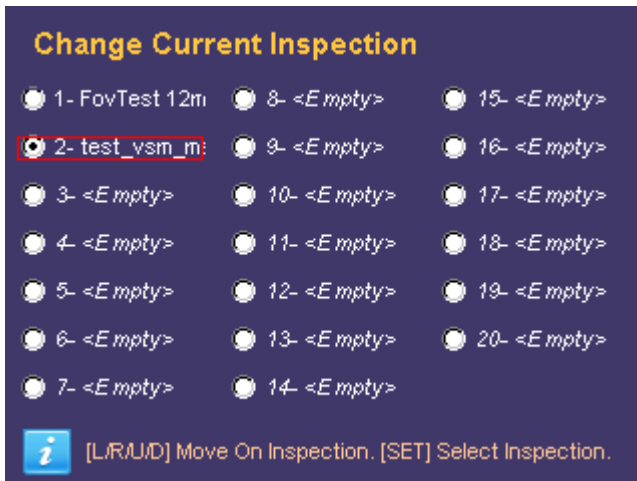 Change Current Inspection
1- FovTest 12m
8- <Empty>
15- <Empty>
2- test_vsm_m
9- <Empty>
16- <Empty>
3- <Empty>
10- <Empty>
17- <Empty>
4- <Empty>
11- <Empty>
18- <Empty>
5- <Empty>
12- <Empty>
19- <Empty>
6- <Empty>
13- <Empty>
20- <Empty>
7- <Empty>
14- <Empty>
[L/R/U/D] Move On Inspection. [SET] Select Inspection.